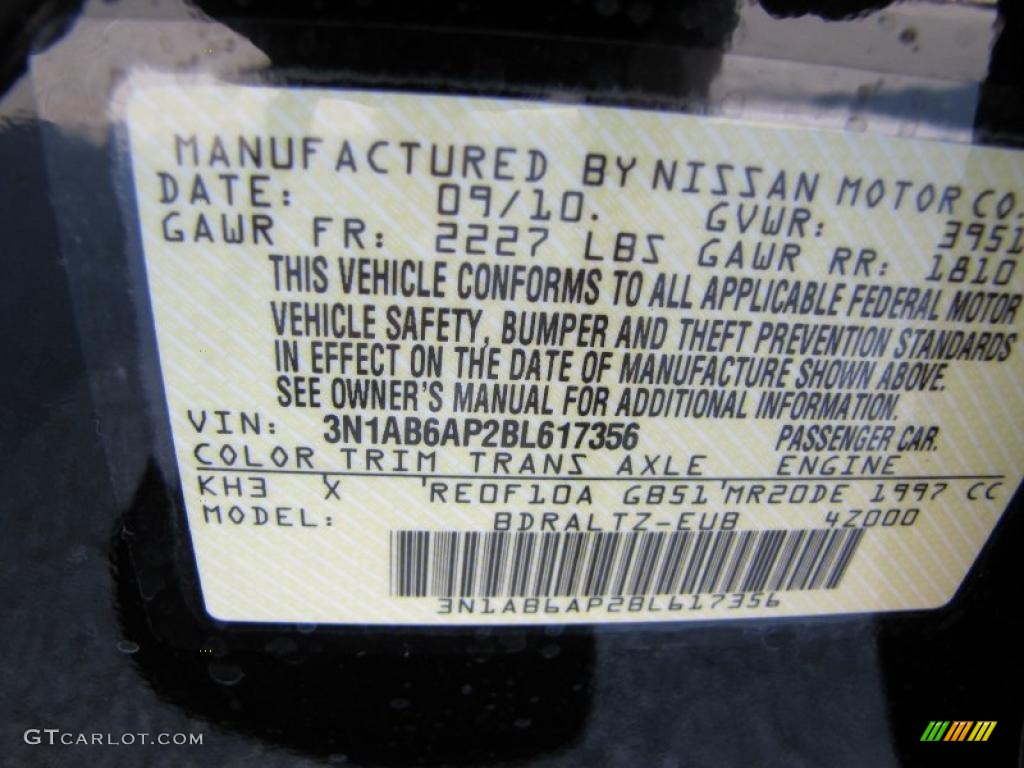 MANUFACTURED BY NISSAN MOTOR CO.
DATE: 09/10. GVWR: 3951
GAWR FR: 2227 LBS GAWR RR: 1810
THIS VEHICLE CONFORMS TO ALL APPLICABLE FEDERAL MOTOR
VEHICLE SAFETY, BUMPER AND THEFT PREVENTION STANDARDS
IN EFFECT ON THE DATE OF MANUFACTURE SHOWN ABOVE.
SEE OWNER'S MANUAL FOR ADDITIONAL INFORMATION.
VIN: 3N1AB6AP2BL617356 PASSENGER CAR.
COLOR TRIM TRANS AXLE ENGINE
KH3 X 'RE0F10A GB51'MR20DE 1997 CC
MODEL: BDRALTZ-EUB 4Z000
3N1AB6AP2BL617356
GTCARLOT.COM